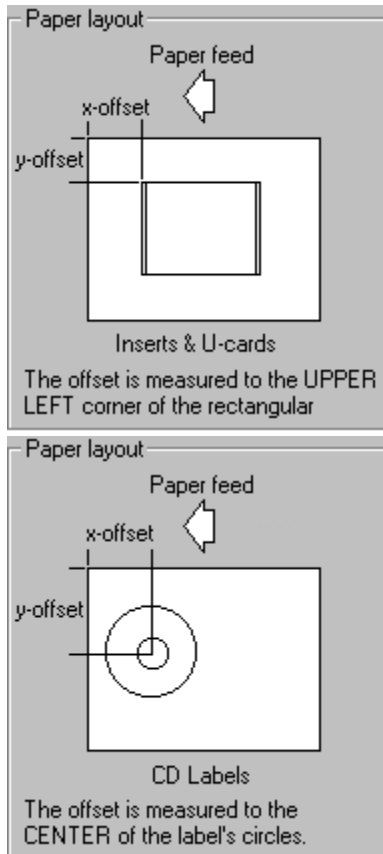 Paper layout
Paper feed
x-offset
y-offset
Inserts & U-cards
The offset is measured to the UPPER
LEFT corner of the rectangular
Paper layout
Paper feed
x-offset
y-offset
CD Labels
The offset is measured to the
CENTER of the label's circles.